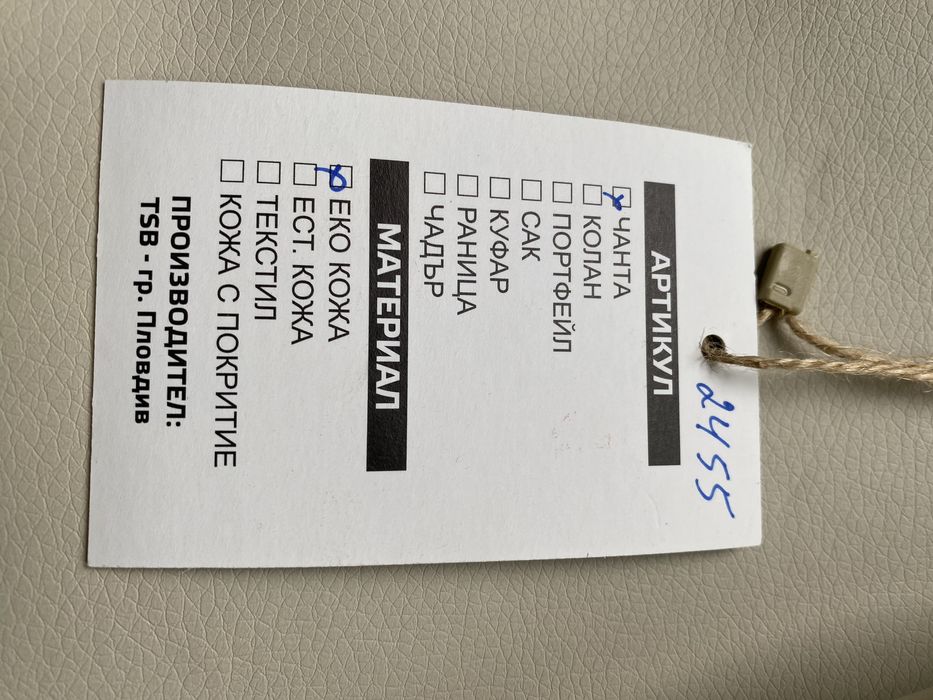 2455
АРТИКУЛ
ЧАНТА
КОЛАН
ПОРТФЕЙЛ
САК
КУФАР
РАНИЦА
ЧАДЪР
МАТЕРИАЛ
ЕКО КОЖА
ЕСТ. КОЖА
ТЕКСТИЛ
КОЖА С ПОКРИТИЕ
ПРОИЗВОДИТЕЛ:
TSB - гр. Пловдив